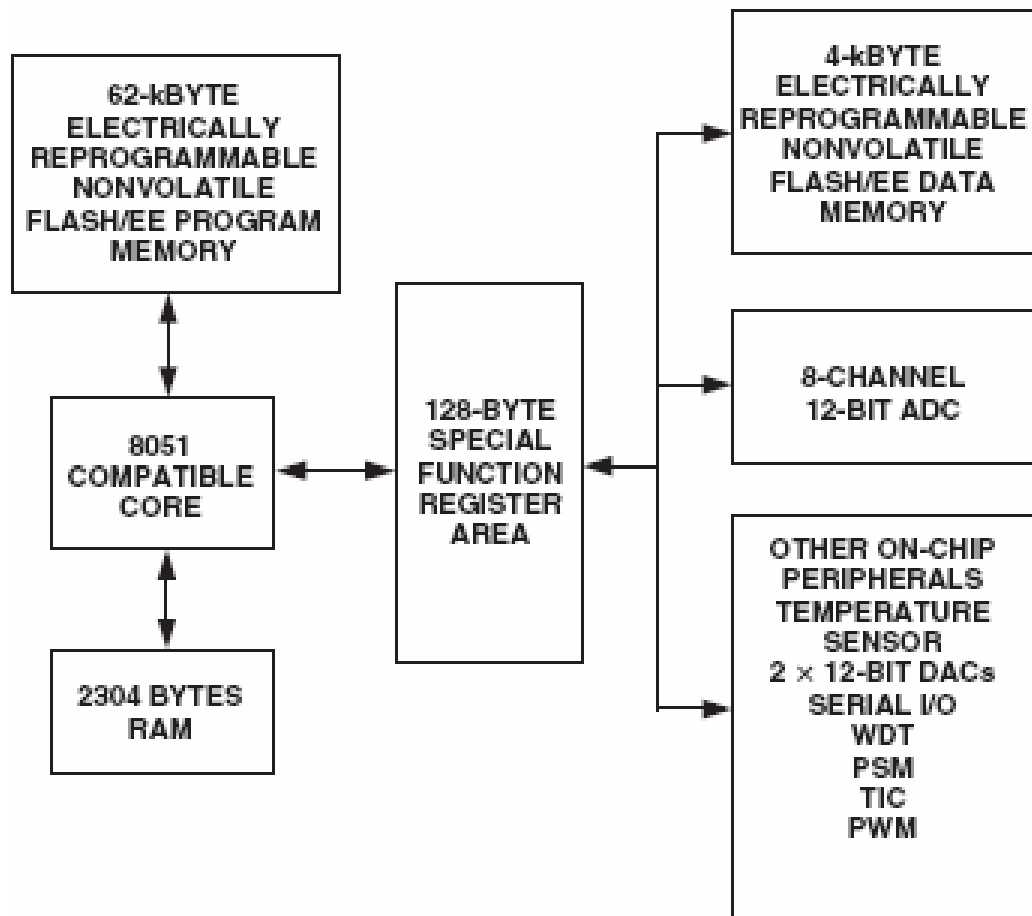 62-kBYTE
ELECTRICALLY
REPROGRAMMABLE
NONVOLATILE
FLASH/EE PROGRAM
MEMORY
8051
COMPATIBLE
CORE
2304 BYTES
RAM
128-BYTE
SPECIAL
FUNCTION
REGISTER
AREA
4-kBYTE
ELECTRICALLY
REPROGRAMMABLE
NONVOLATILE
FLASH/EE DATA
MEMORY
8-CHANNEL
12-BIT ADC
OTHER ON-CHIP
PERIPHERALS
TEMPERATURE
SENSOR
2 × 12-BIT DACs
SERIAL I/O
WDT
PSM
TIC
PWM